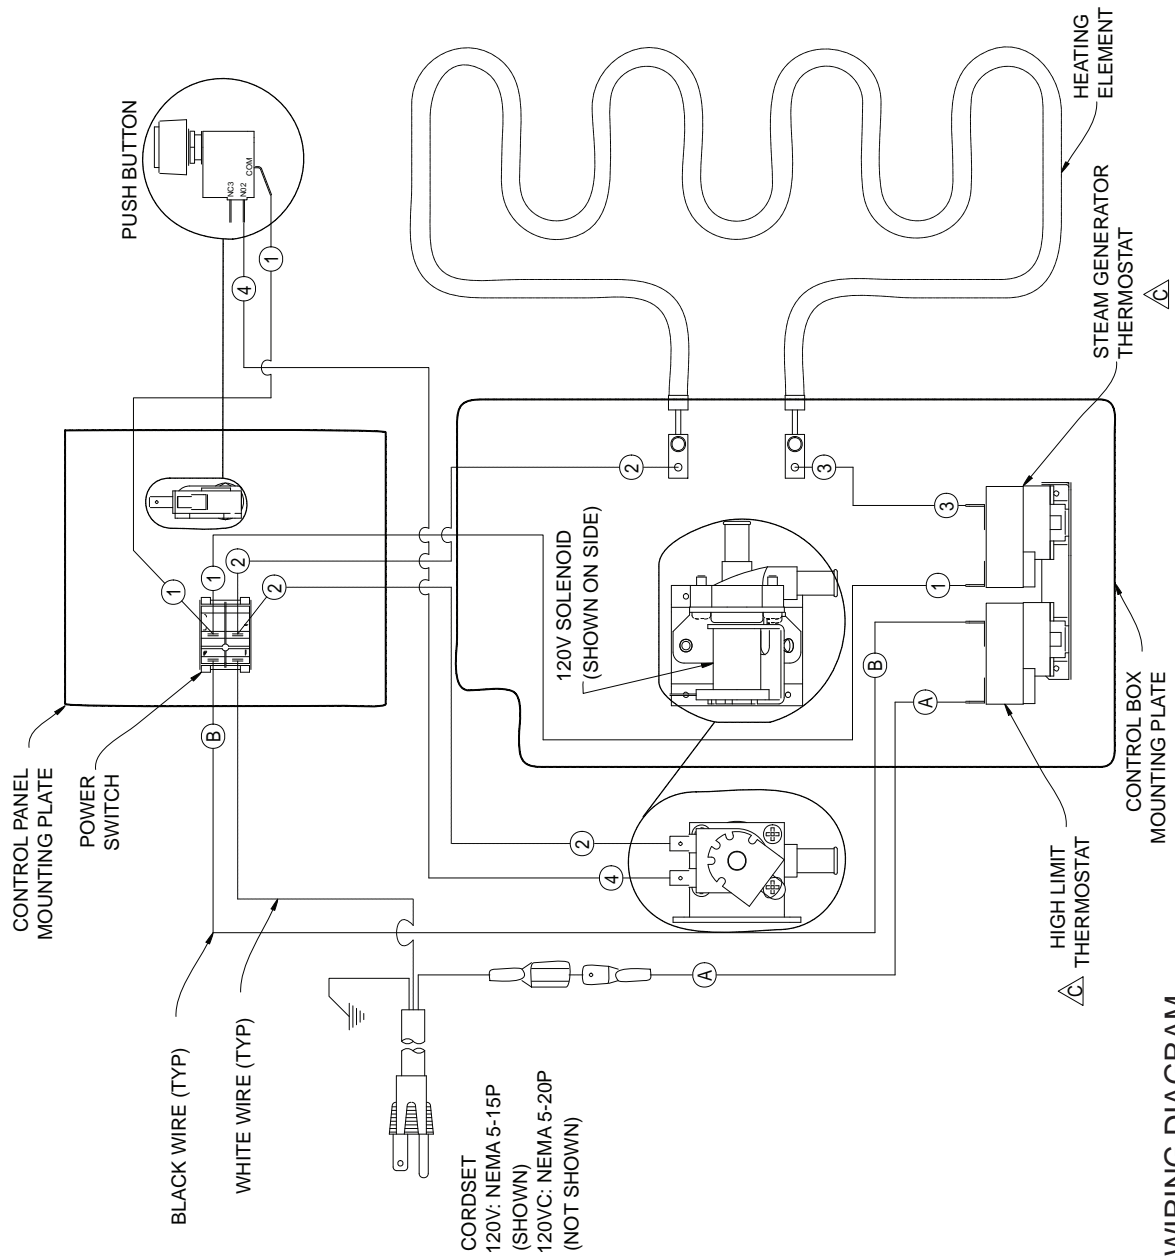 CONTROL PANEL
MOUNTING PLATE
POWER
SWITCH
PUSH BUTTON
NC3
NO2
COM
1
4
1
1
2
2
B
BLACK WIRE (TYP)
WHITE WIRE (TYP)
CORDSET
120V: NEMA 5-15P
(SHOWN)
120VC: NEMA 5-20P
(NOT SHOWN)
120V SOLENOID
(SHOWN ON SIDE)
2
4
A
2
3
3
1
B
A
HEATING
ELEMENT
STEAM GENERATOR
THERMOSTAT
C
HIGH LIMIT
THERMOSTAT
C
CONTROL BOX
MOUNTING PLATE
WIRING DIAGRAM